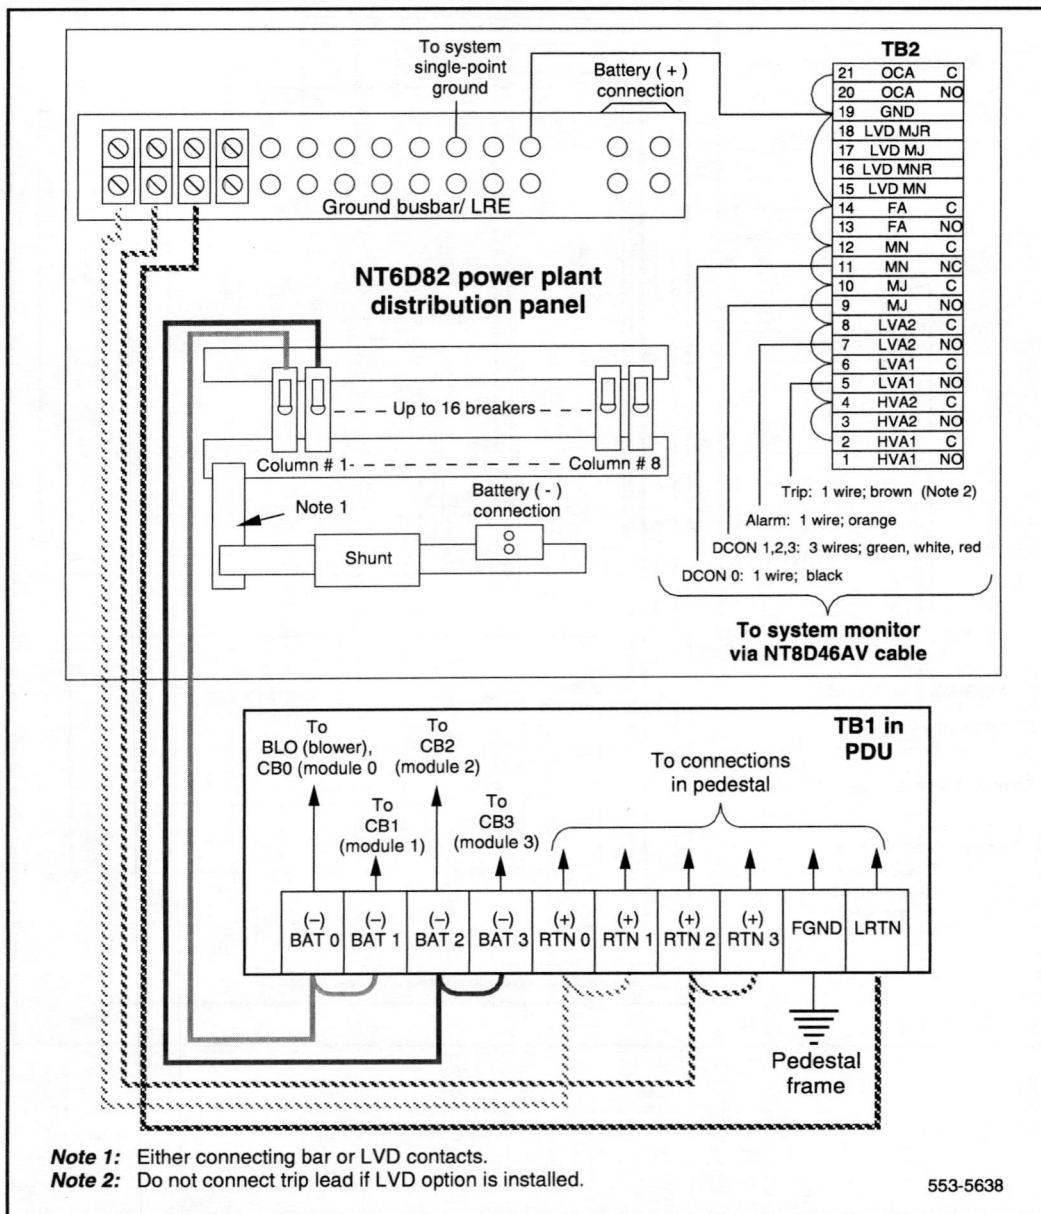 To system
single-point
ground
Battery ( + )
connection
TB2
21 OCA C
20 OCA NO
19 GND
18 LVD MJR
17 LVD MJ
16 LVD MNR
15 LVD MN
14 FA C
13 FA NO
12 MN C
11 MN NC
10 MJ C
9 MJ NO
8 LVA2 C
7 LVA2 NO
6 LVA1 C
5 LVA1 NO
4 HVA2 C
3 HVA2 NO
2 HVA1 C
1 HVA1 NO
Ground busbar/ LRE
NT6D82 power plant
distribution panel
Up to 16 breakers
Column # 1
Column # 8
Note 1
Battery ( - )
connection
Shunt
Trip: 1 wire; brown (Note 2)
Alarm: 1 wire; orange
DCON 1,2,3: 3 wires; green, white, red
DCON 0: 1 wire; black
To system monitor
via NT8D46AV cable
TB1 in
PDU
To
BLO (blower),
CB0 (module 0
To
CB1
(module 1)
To
CB2
(module 2)
To
CB3
(module 3)
To connections
in pedestal
(–) BAT 0
(–) BAT 1
(–) BAT 2
(–) BAT 3
(+) RTN 0
(+) RTN 1
(+) RTN 2
(+) RTN 3
FGND
LRTN
Pedestal
frame
Note 1: Either connecting bar or LVD contacts.
Note 2: Do not connect trip lead if LVD option is installed.
553-5638